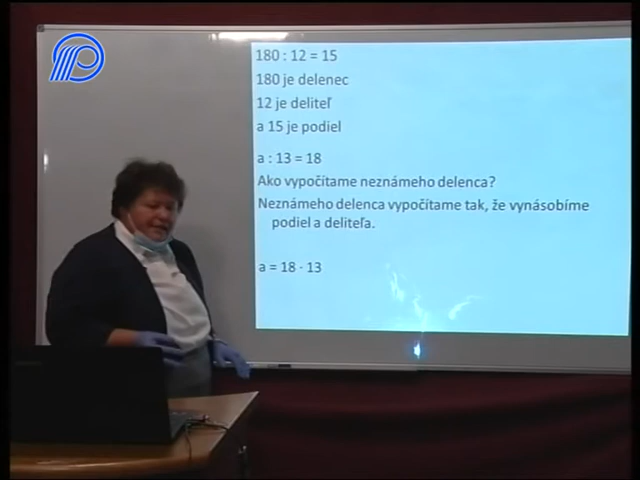 180 : 12 = 15
180 je delenec
12 je deliteľ
a 15 je podiel
a : 13 = 18
Ako vypočítame neznámeho delenca?
Neznámeho delenca vypočítame tak, že vynásobíme
podiel a deliteľa.
a = 18 · 13